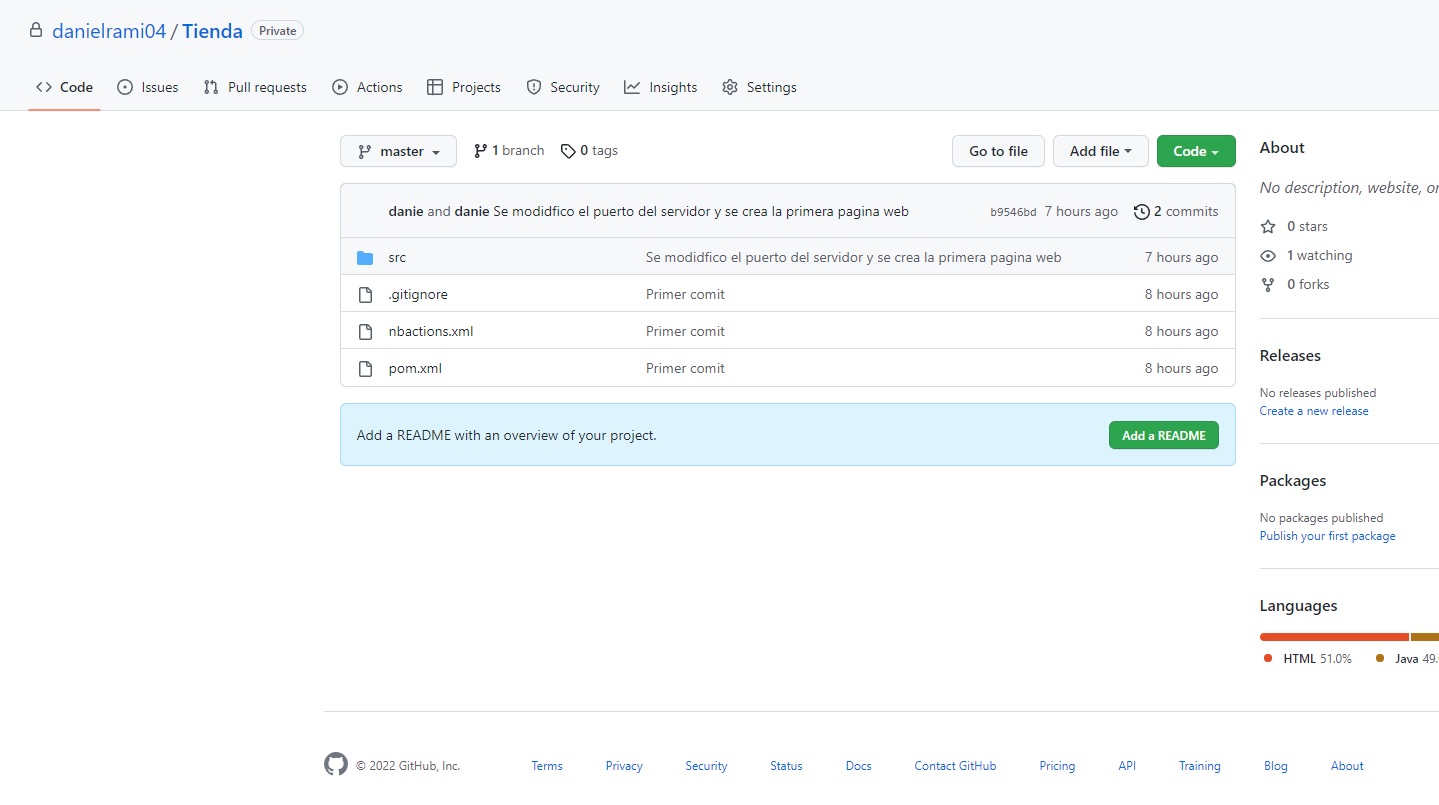 danielrami04 / Tienda Private
Code Issues Pull requests Actions Projects Security Insights Settings
master 1 branch 0 tags Go to file Add file Code
danie and danie Se modidfico el puerto del servidor y se crea la primera pagina web b9546bd 7 hours ago 2 commits
src Se modidfico el puerto del servidor y se crea la primera pagina web 7 hours ago
.gitignore Primer comit 8 hours ago
nbactions.xml Primer comit 8 hours ago
pom.xml Primer comit 8 hours ago
Add a README with an overview of your project. Add a README
About
No description, website, or
0 stars
1 watching
0 forks
Releases
No releases published
Create a new release
Packages
No packages published
Publish your first package
Languages
HTML 51.0% Java 49.
© 2022 GitHub, Inc. Terms Privacy Security Status Docs Contact GitHub Pricing API Training Blog About